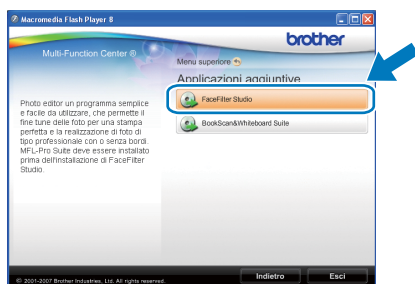 Macromedia Flash Player 8
brother
Multi-Function Center ®
Menu superiore
Applicazioni aggiuntive
FaceFilter Studio
BookScan&Whiteboard Suite
Photo editor un programma semplice
e facile da utilizzare, che permette il
fine tune delle foto per una stampa
perfetta e la realizzazione di foto di
tipo professionale con o senza bordi.
MFL-Pro Suite deve essere installato
prima dell'installazione di FaceFilter
Studio.
© 2001-2007 Brother Industries, Ltd. All rights reserved.
Indietro
Esci